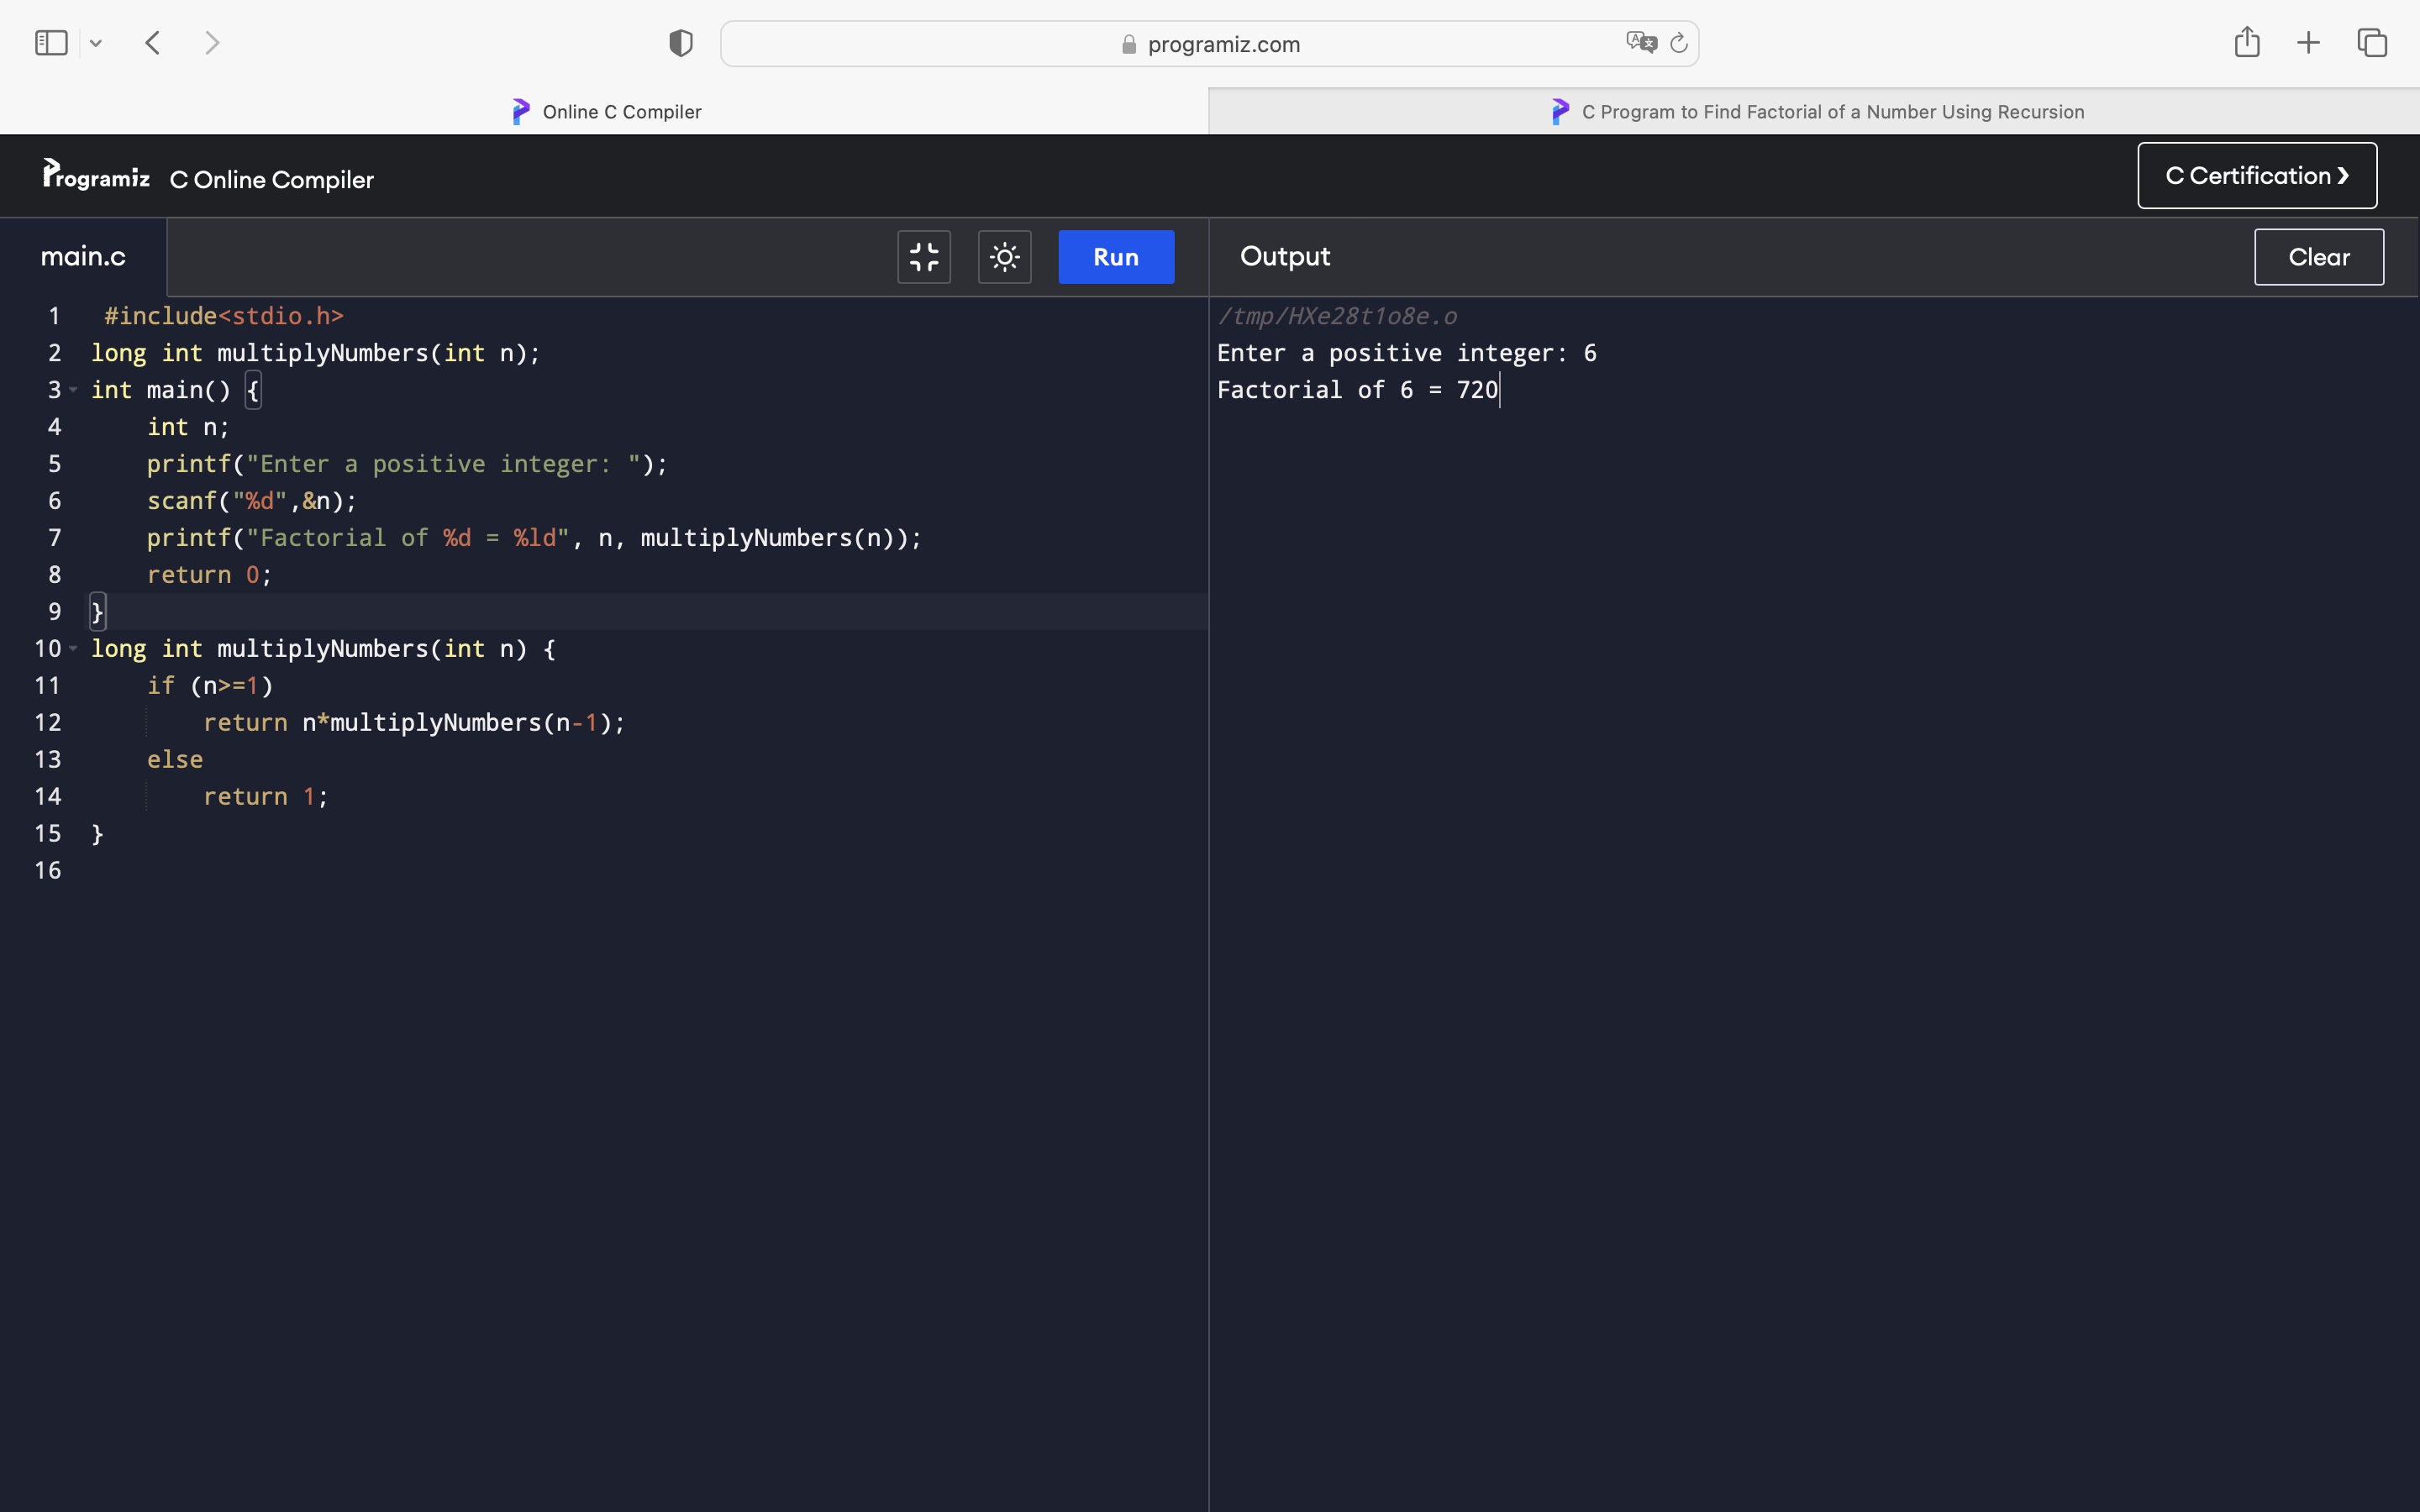 programiz.com
Online C Compiler
C Program to Find Factorial of a Number Using Recursion
Programiz C Online Compiler
C Certification ❯
main.c
Run
Output
Clear
1 #include<stdio.h>
2 long int multiplyNumbers(int n);
3 int main() {
4     int n;
5     printf("Enter a positive integer: ");
6     scanf("%d",&n);
7     printf("Factorial of %d = %ld", n, multiplyNumbers(n));
8     return 0;
9 }
10 long int multiplyNumbers(int n) {
11     if (n>=1)
12         return n*multiplyNumbers(n-1);
13     else
14         return 1;
15 }
16
/tmp/HXe28t1o8e.o
Enter a positive integer: 6
Factorial of 6 = 720